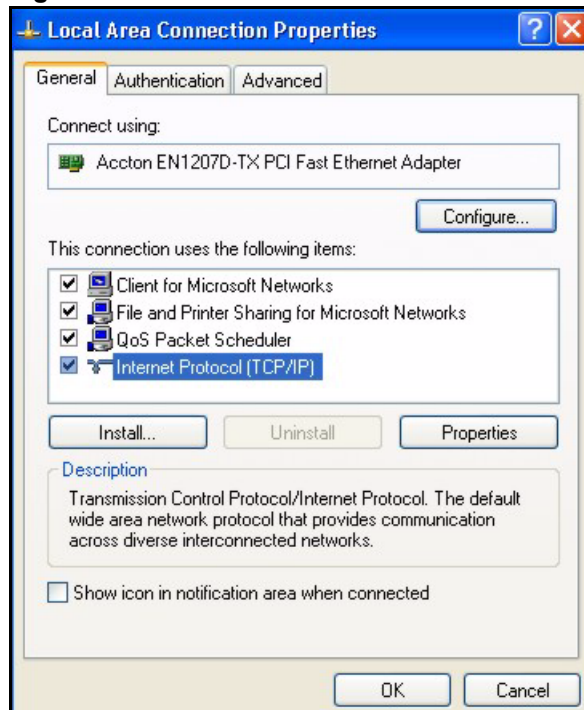 Local Area Connection Properties
General Authentication Advanced
Connect using:
Accton EN1207D-TX PCI Fast Ethernet Adapter
Configure...
This connection uses the following items:
Client for Microsoft Networks
File and Printer Sharing for Microsoft Networks
QoS Packet Scheduler
Internet Protocol (TCP/IP)
Install... Uninstall Properties
Description
Transmission Control Protocol/Internet Protocol. The default
wide area network protocol that provides communication
across diverse interconnected networks.
Show icon in notification area when connected
OK Cancel